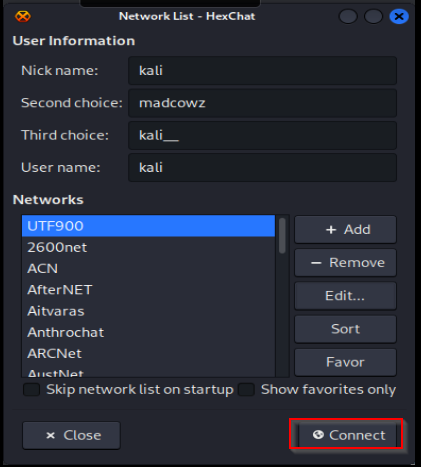 Network List - HexChat
User Information
Nick name: kali
Second choice: madcowz
Third choice: kali__
User name: kali
Networks
UTF900
2600net
ACN
AfterNET
Aitvaras
Anthrochat
ARCNet
AustNet
+ Add
− Remove
Edit...
Sort
Favor
Skip network list on startup Show favorites only
× Close Connect